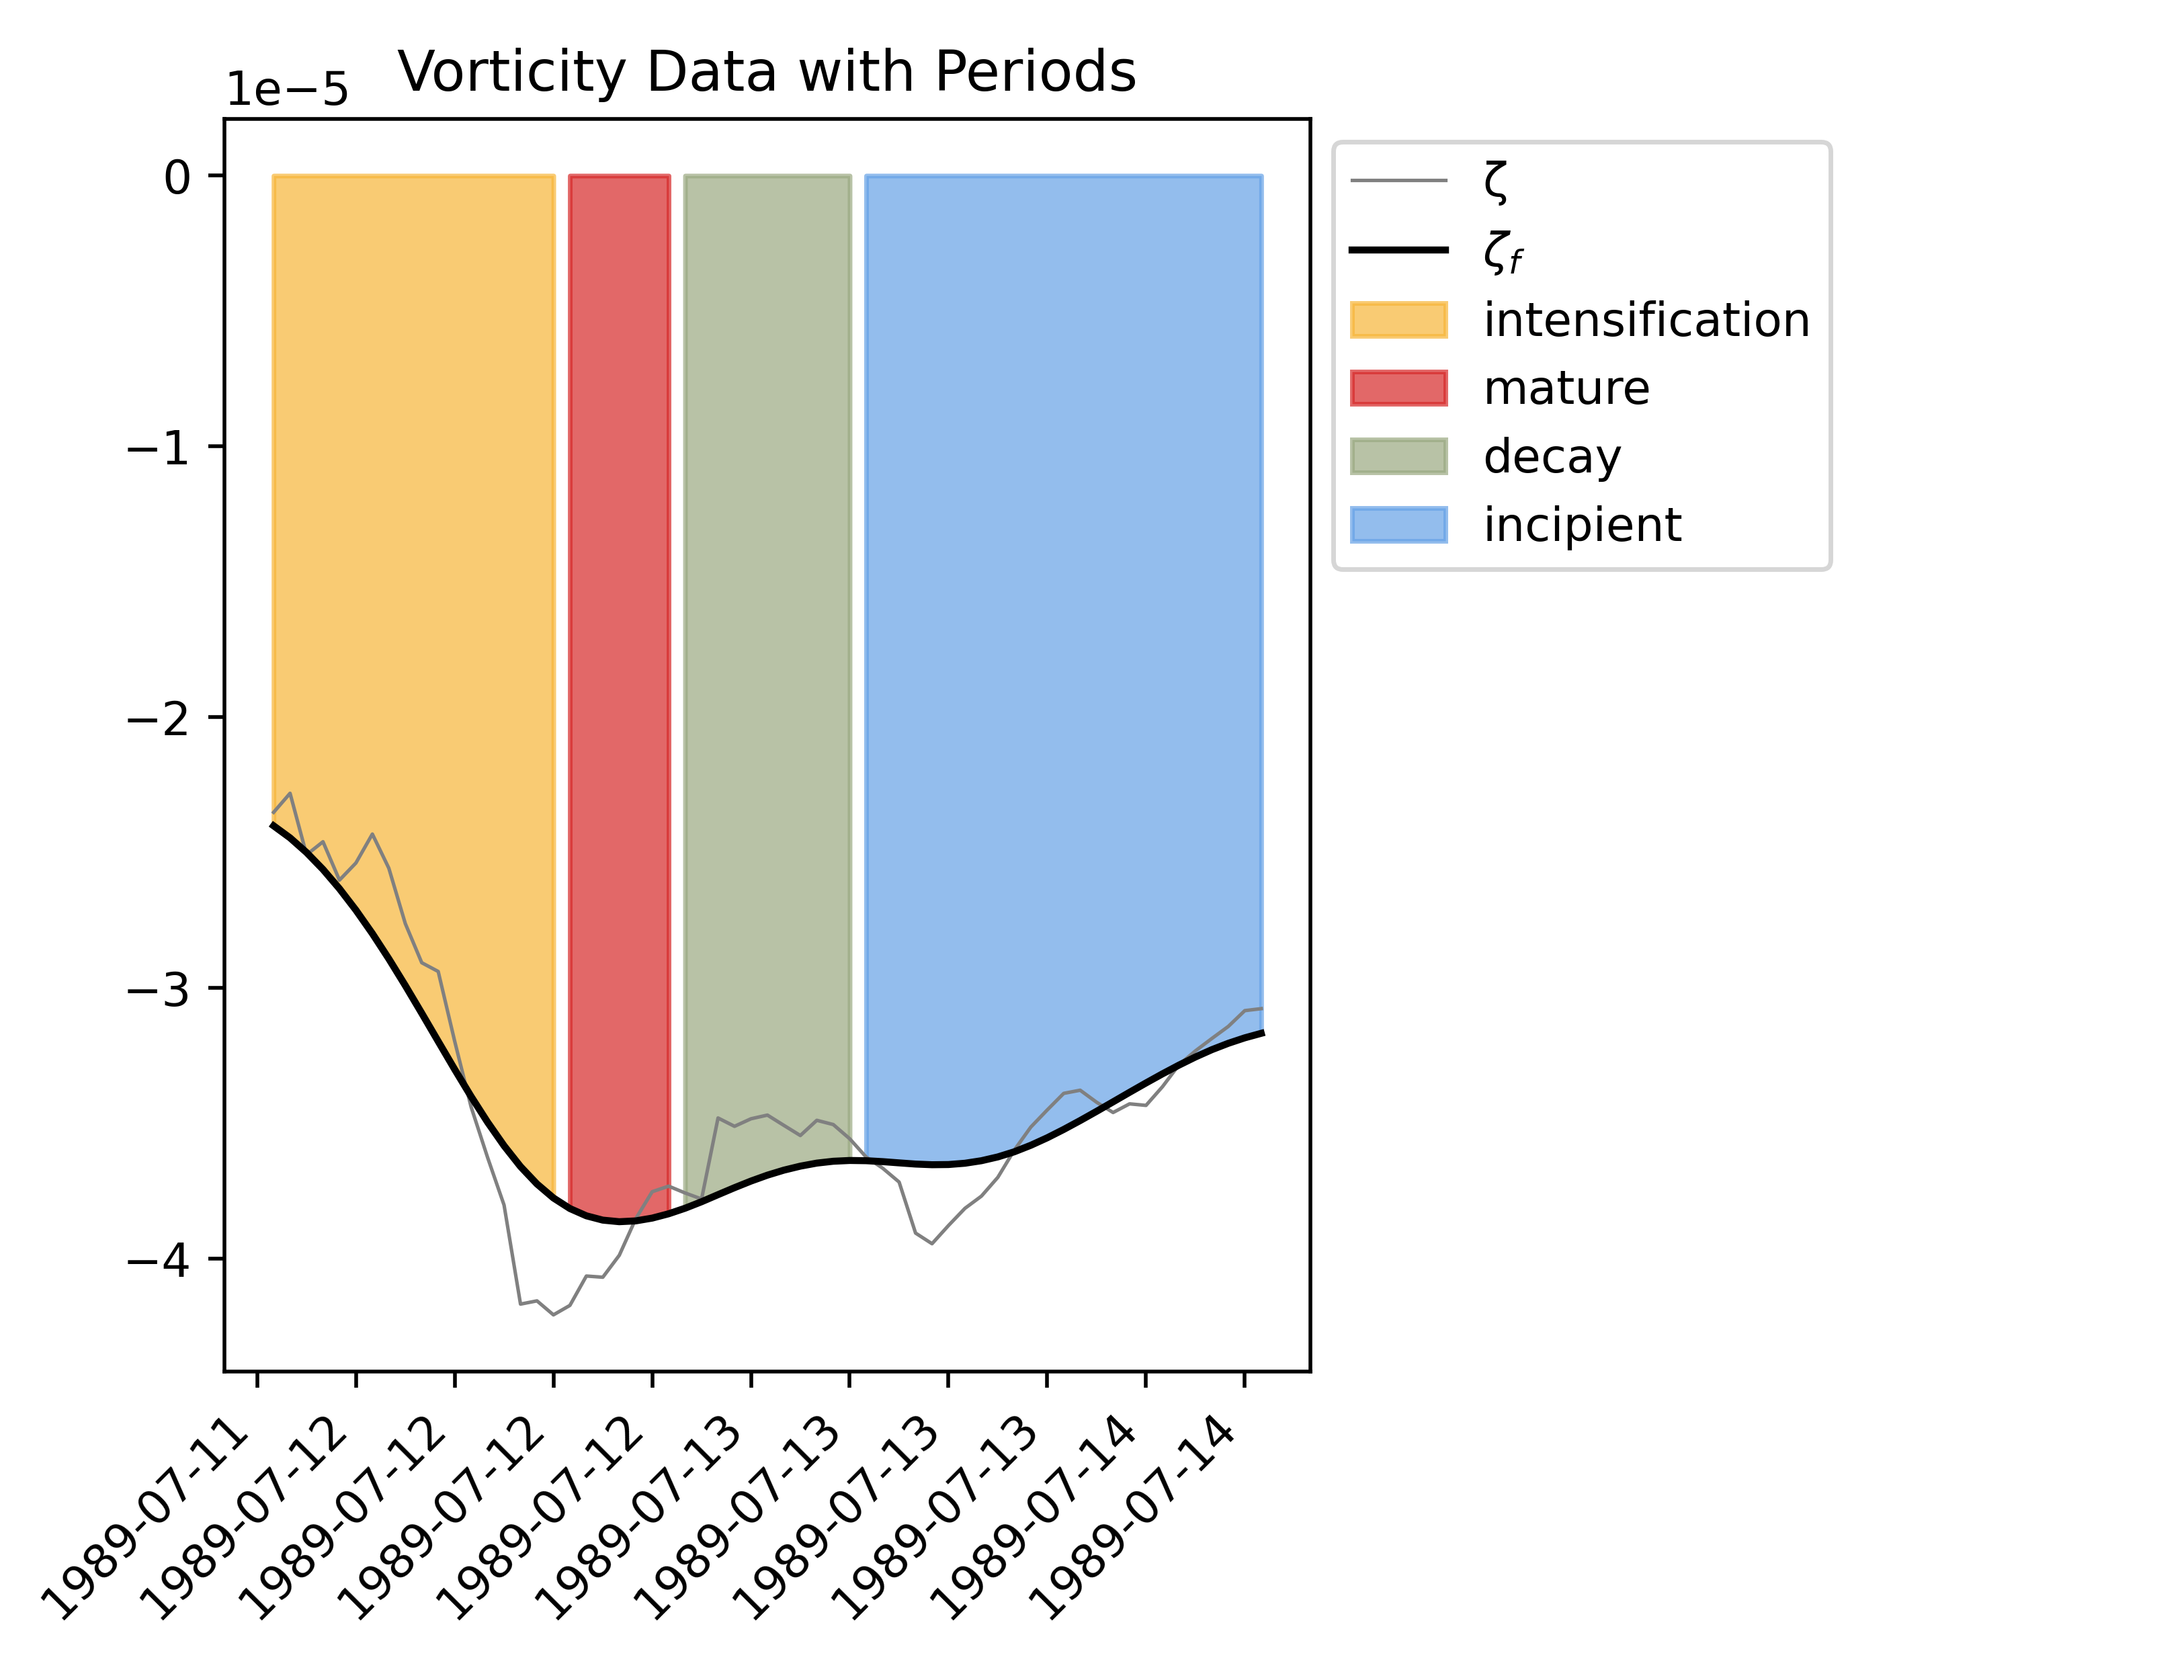 Vorticity Data with Periods
1e−5
0
−1
−2
−3
−4
1989-07-11
1989-07-12
1989-07-12
1989-07-12
1989-07-12
1989-07-13
1989-07-13
1989-07-13
1989-07-13
1989-07-14
1989-07-14
ζ
ζf
intensification
mature
decay
incipient